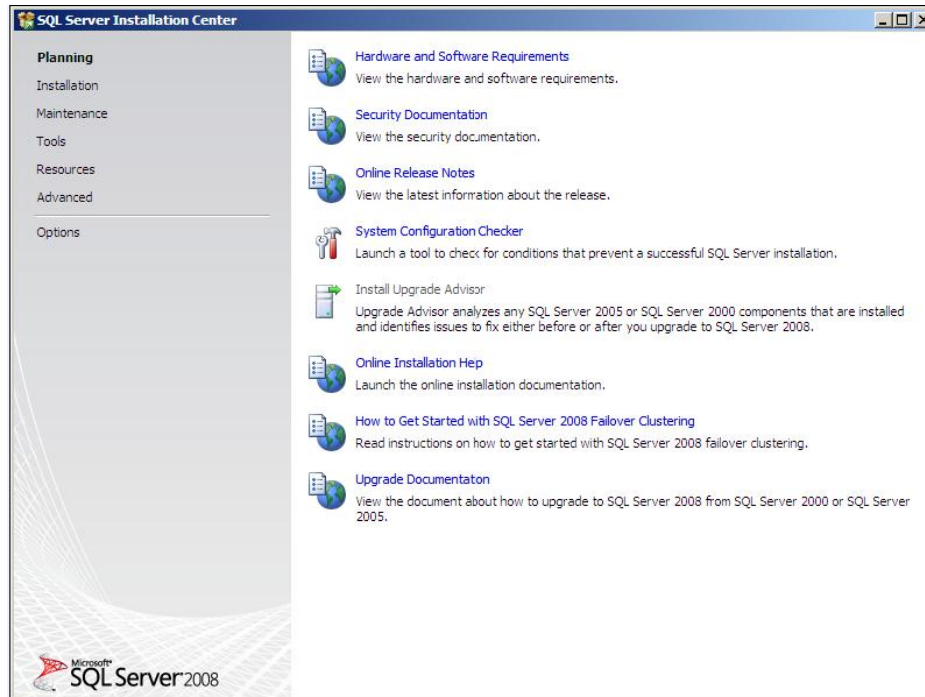 SQL Server Installation Center
Planning
Installation
Maintenance
Tools
Resources
Advanced
Options
Hardware and Software Requirements
View the hardware and software requirements.
Security Documentation
View the security documentation.
Online Release Notes
View the latest information about the release.
System Configuration Checker
Launch a tool to check for conditions that prevent a successful SQL Server installation.
Install Upgrade Advisor
Upgrade Advisor analyzes any SQL Server 2005 or SQL Server 2000 components that are installed
and identifies issues to fix either before or after you upgrade to SQL Server 2008.
Online Installation Help
Launch the online installation documentation.
How to Get Started with SQL Server 2008 Failover Clustering
Read instructions on how to get started with SQL Server 2008 failover clustering.
Upgrade Documentation
View the document about how to upgrade to SQL Server 2008 from SQL Server 2000 or SQL Server
2005.
Microsoft
SQL Server 2008